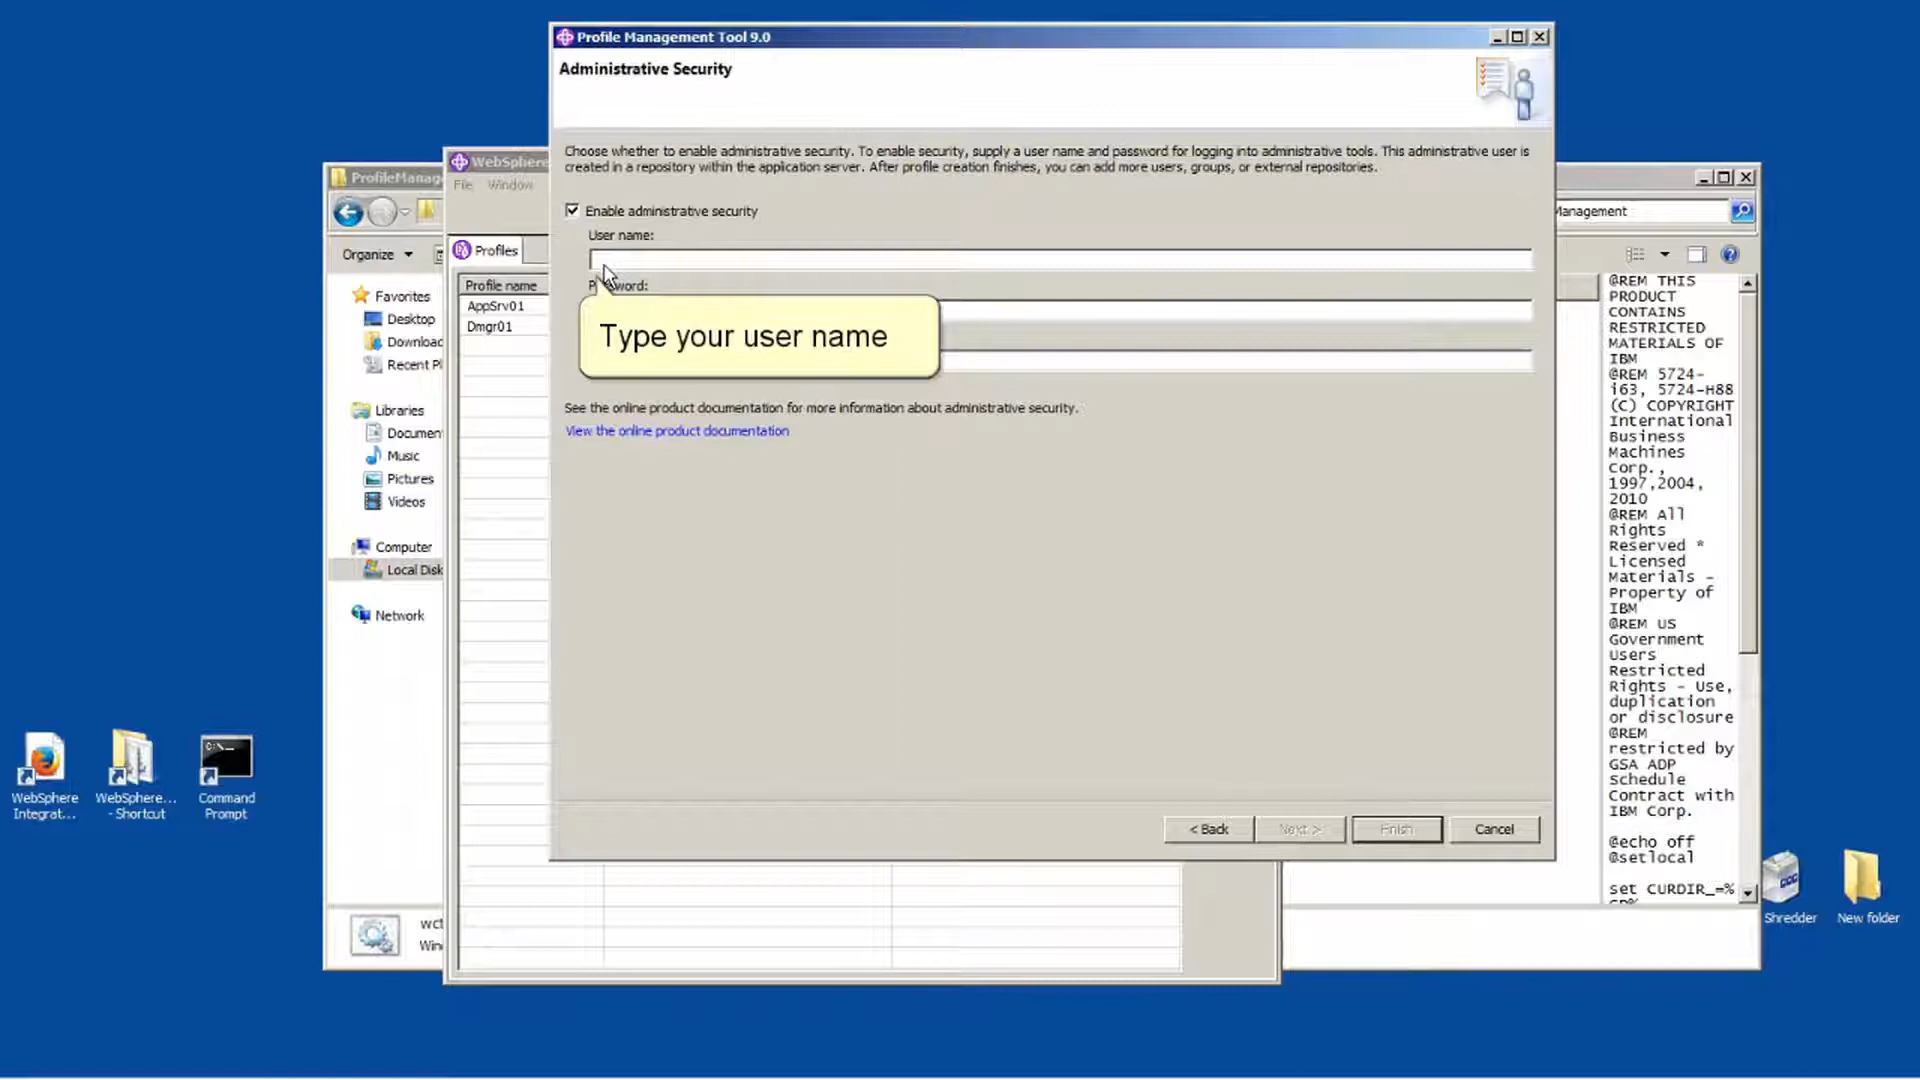 Profile Management Tool 9.0
Administrative Security
Choose whether to enable administrative security. To enable security, supply a user name and password for logging into administrative tools. This administrative user is
created in a repository within the application server. After profile creation finishes, you can add more users, groups, or external repositories.
Enable administrative security
User name:
Type your user name
See the online product documentation for more information about administrative security.
View the online product documentation
< Back
Next >
Finish
Cancel
ProfileManag
Organize
Favorites
Desktop
Downloac
Recent Pl
Libraries
Documen
Music
Pictures
Videos
Computer
Local Disk
Network
wct
Wind
WebSphere
File Window
Profiles
Profile name
AppSrv01
Dmgr01
Management
@REM THIS
PRODUCT
CONTAINS
RESTRICTED
MATERIALS OF
IBM
@REM 5724-
i63, 5724-H88
(C) COPYRIGHT
International
Business
Machines
Corp.,
1997,2004,
2010
@REM All
Rights
Reserved *
Licensed
Materials -
Property of
IBM
@REM US
Government
Users
Restricted
Rights - Use,
duplication
or disclosure
@REM
restricted by
GSA ADP
Schedule
Contract with
IBM Corp.
@echo off
@setlocal
set CURDIR_=%
WebSphere
Integrat...
WebSphere...
- Shortcut
Command
Prompt
Shredder
New folder